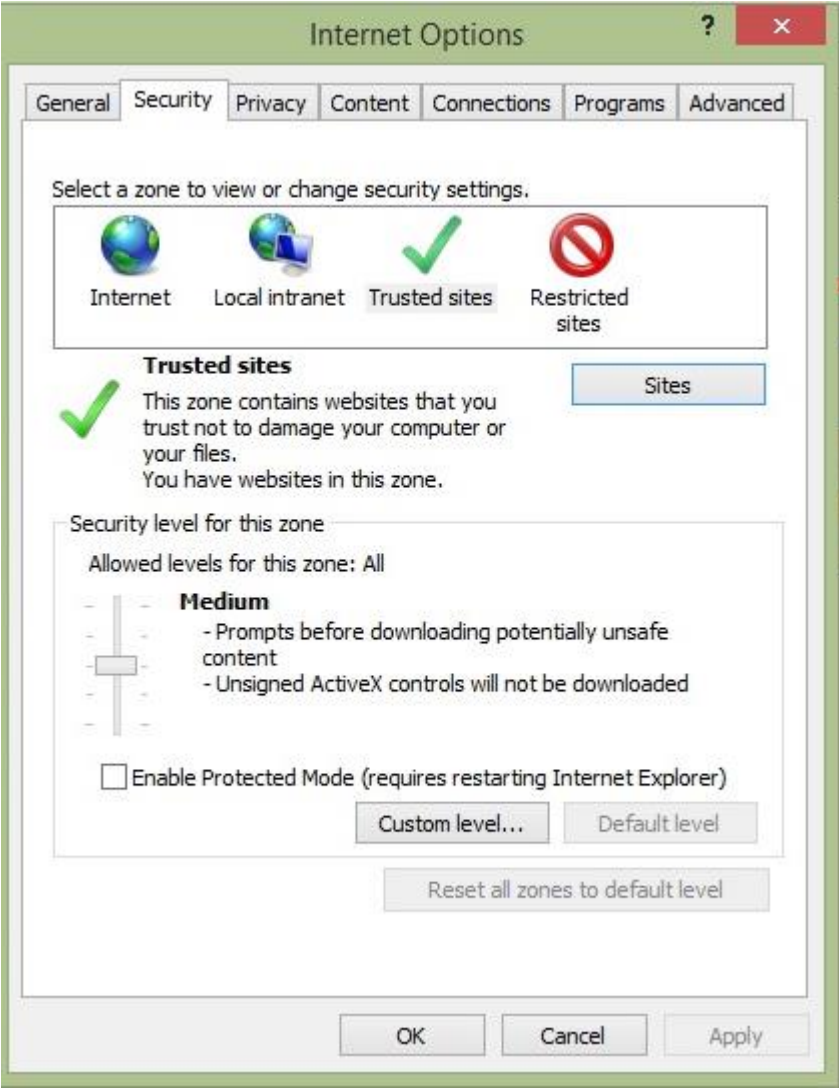 Internet Options
?
General Security Privacy Content Connections Programs Advanced
Select a zone to view or change security settings.
Internet Local intranet Trusted sites Restricted
sites
Trusted sites
Sites
This zone contains websites that you
trust not to damage your computer or
your files.
You have websites in this zone.
Security level for this zone
Allowed levels for this zone: All
Medium
- Prompts before downloading potentially unsafe
content
- Unsigned ActiveX controls will not be downloaded
Enable Protected Mode (requires restarting Internet Explorer)
Custom level... Default level
Reset all zones to default level
OK Cancel Apply